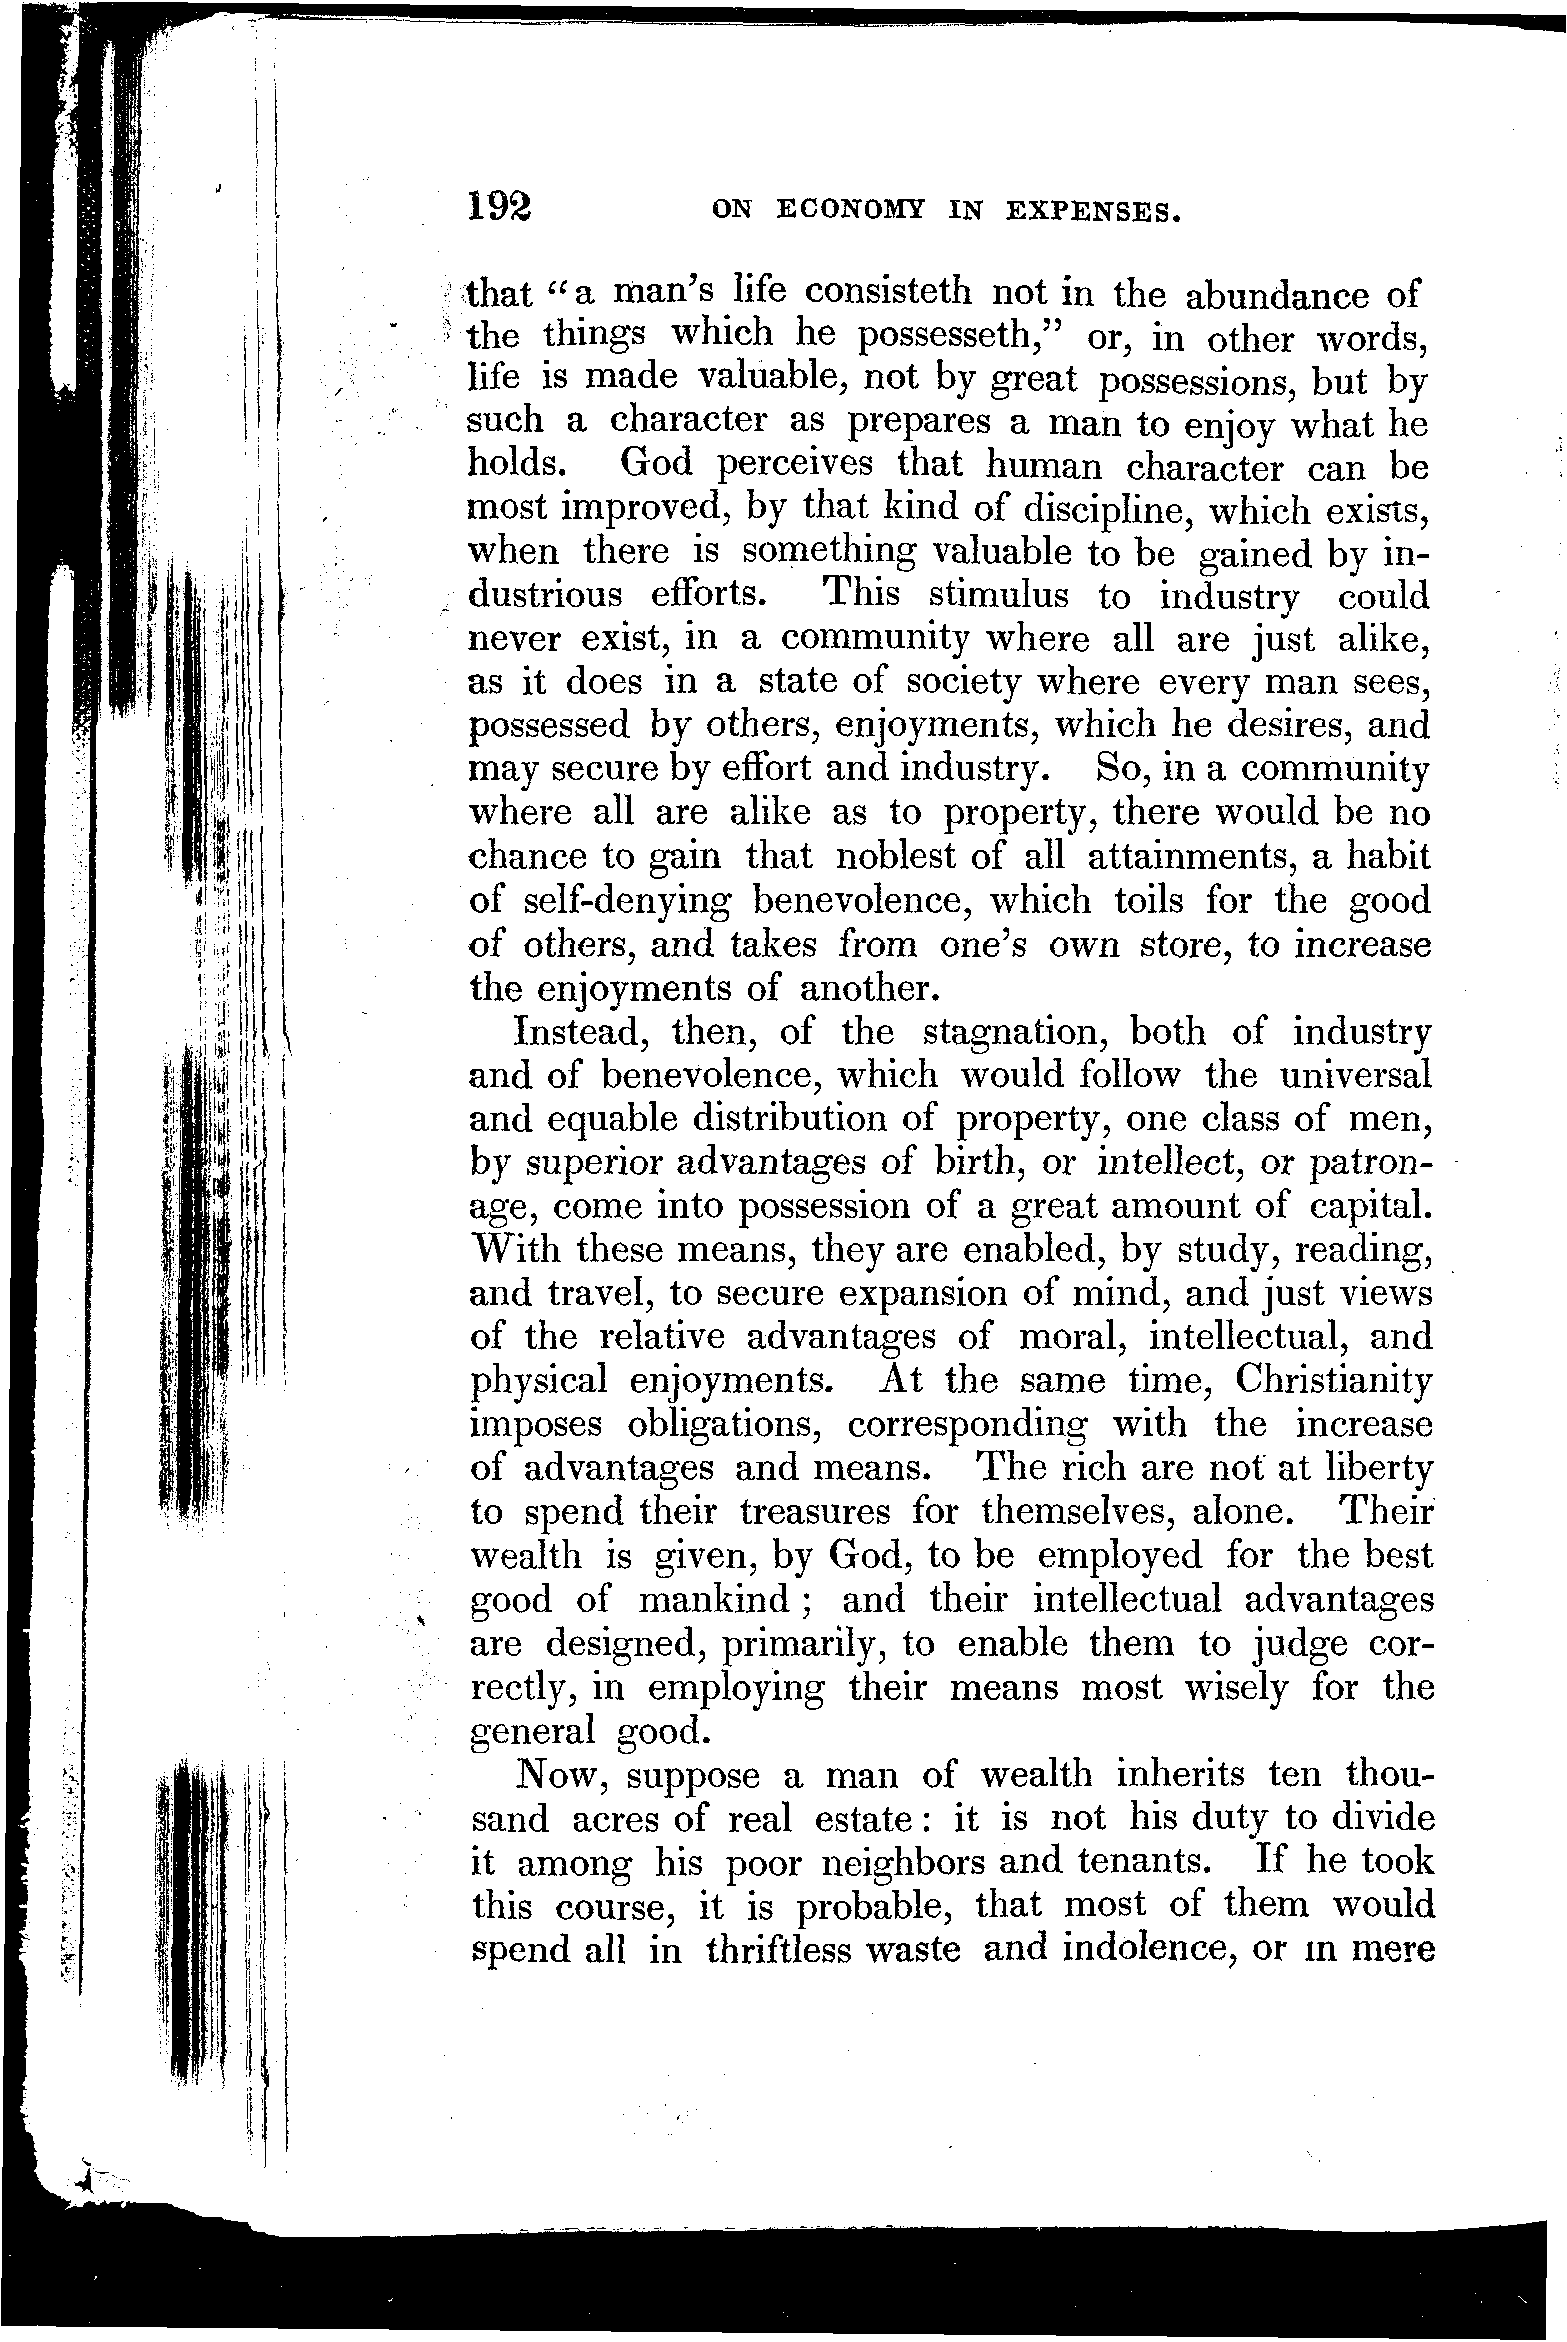 192 ON ECONOMY IN EXPENSES.
that “a man’s life consisteth not in the abundance of
the things which he possesseth,” or, in other words,
life is made valuable, not by great possessions, but by
such a character as prepares a man to enjoy what he
holds. God perceives that human character can be
most improved, by that kind of discipline, which exists,
when there is something valuable to be gained by in-
dustrious efforts. This stimulus to industry could
never exist, in a community where all are just alike,
as it does in a state of society where every man sees,
possessed by others, enjoyments, which he desires, and
may secure by effort and industry. So, in a community
where all are alike as to property, there would be no
chance to gain that noblest of all attainments, a habit
of self-denying benevolence, which toils for the good
of others, and takes from one’s own store, to increase
the enjoyments of another.
Instead, then, of the stagnation, both of industry
and of benevolence, which would follow the universal
and equable distribution of property, one class of men,
by superior advantages of birth, or intellect, or patron-
age, come into possession of a great amount of capital.
With these means, they are enabled, by study, reading,
and travel, to secure expansion of mind, and just views
of the relative advantages of moral, intellectual, and
physical enjoyments. At the same time, Christianity
imposes obligations, corresponding with the increase
of advantages and means. The rich are not at liberty
to spend their treasures for themselves, alone. Their
wealth is given, by God, to be employed for the best
good of mankind ; and their intellectual advantages
are designed, primarily, to enable them to judge cor-
rectly, in employing their means most wisely for the
general good.
Now, suppose a man of wealth inherits ten thou-
sand acres of real estate : it is not his duty to divide
it among his poor neighbors and tenants. If he took
this course, it is probable, that most of them would
spend all in thriftless waste and indolence, or in mere